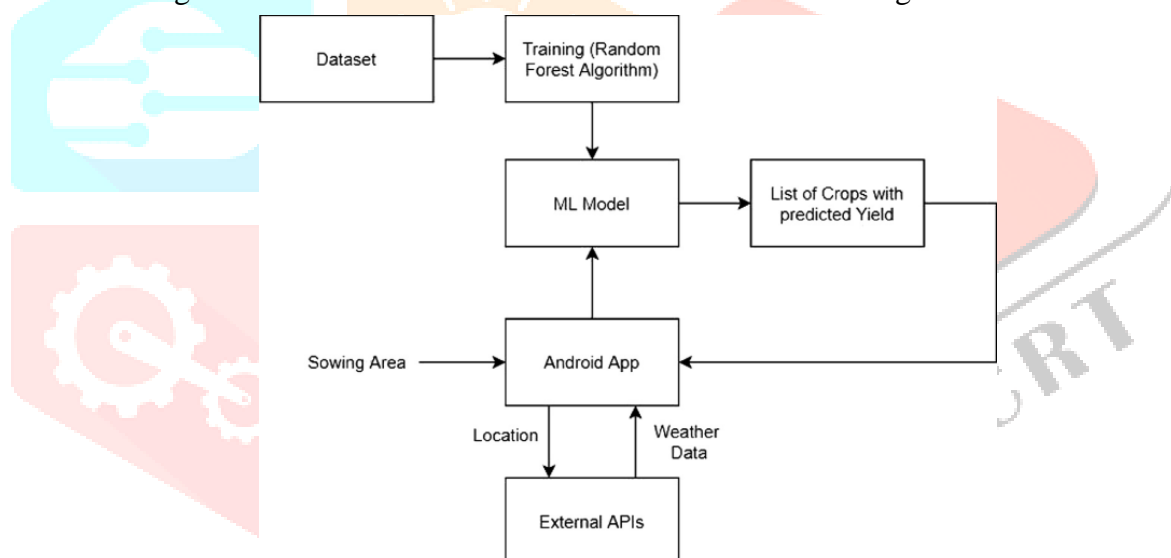 Dataset
Training (Random
Forest Algorithm)
ML Model
List of Crops with
predicted Yield
Sowing Area
Android App
Location
Weather
Data
External APIs